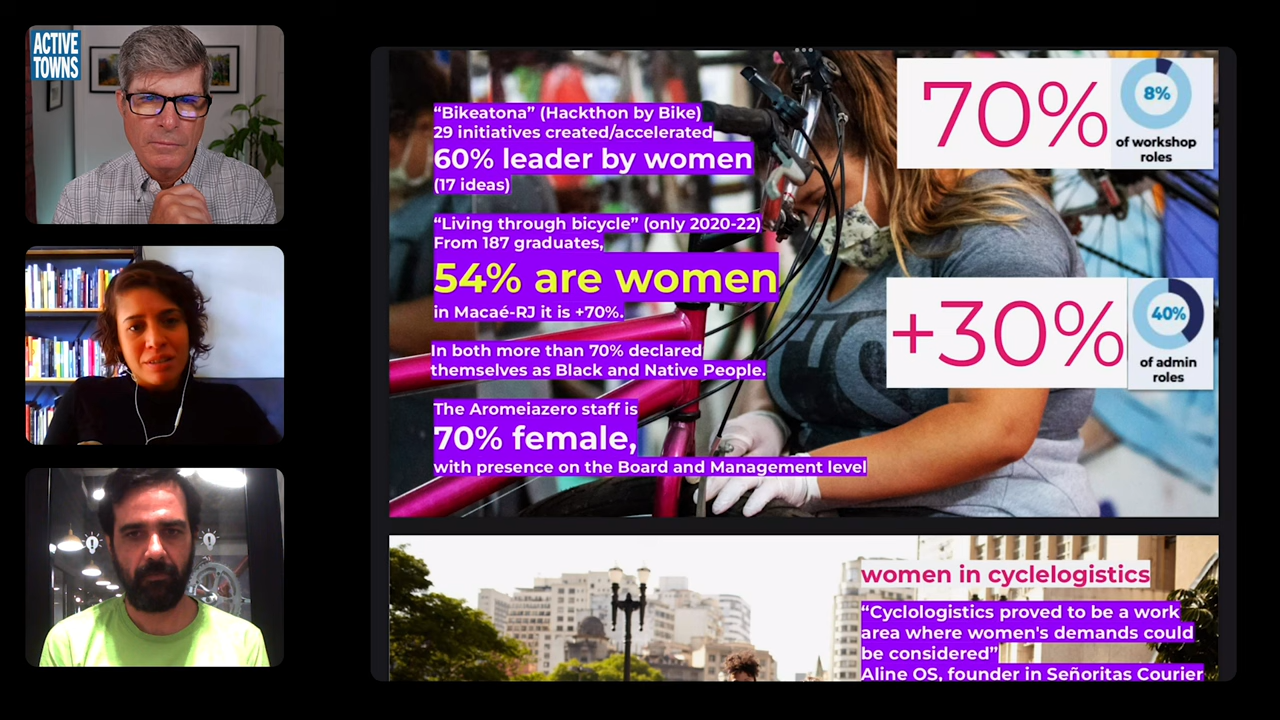 ACTIVE
TOWNS
“Bikeatona” (Hackthon by Bike)
29 initiatives created/accelerated
60% leader by women
(17 ideas)
“Living through bicycle” (only 2020-22)
From 187 graduates,
54% are women
in Macaé-RJ it is +70%.
In both more than 70% declared
themselves as Black and Native People.
The Aromeiazero staff is
70% female,
with presence on the Board and Management level
70%
8%
of workshop
roles
+30%
40%
of admin
roles
women in cyclelogistics
“Cyclologistics proved to be a work
area where women's demands could
be considered”
Aline OS, founder in Señoritas Courier